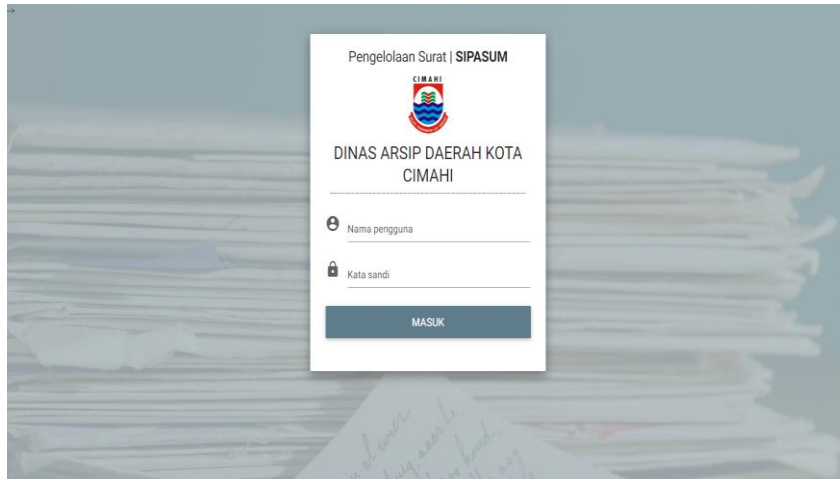 -->
Pengelolaan Surat | SIPASUM
CIMAHI
DINAS ARSIP DAERAH KOTA
CIMAHI
Nama pengguna
Kata sandi
MASUK